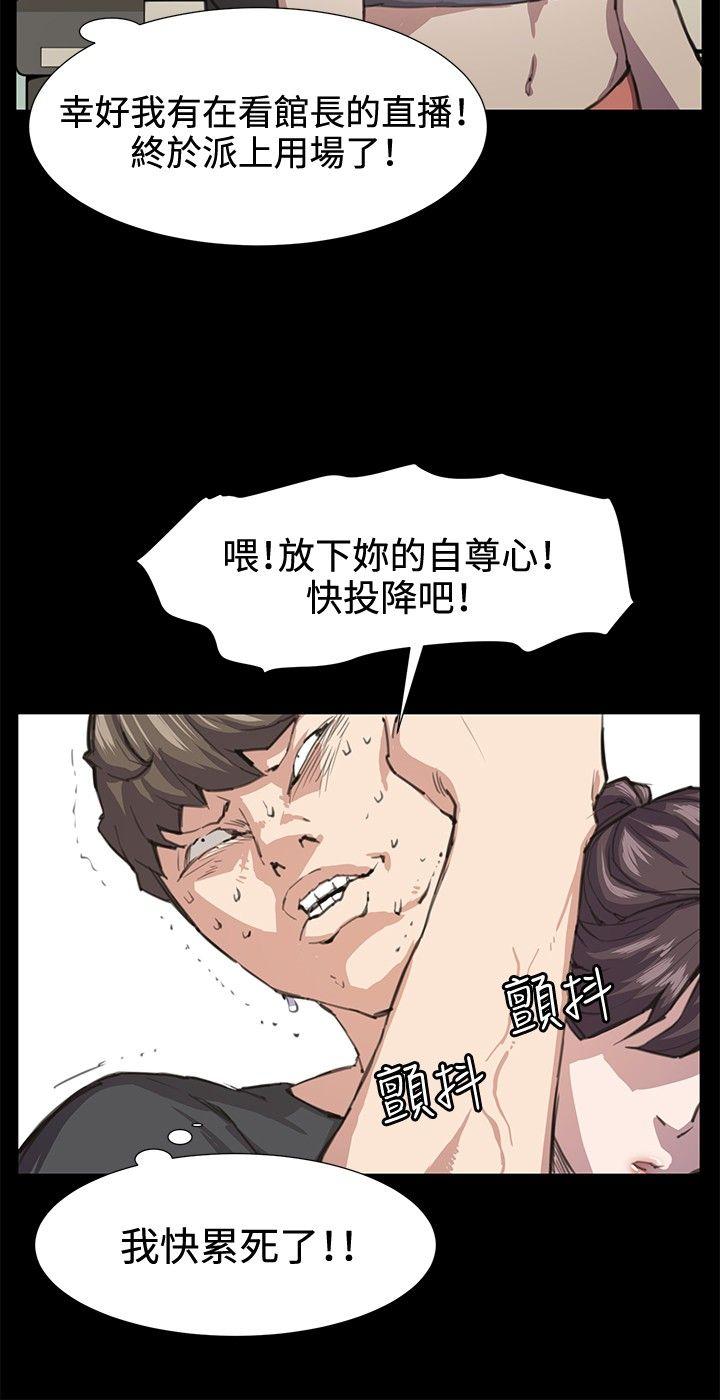 幸好我有在看館長的直播！
終於派上用場了！
喂！放下妳的自尊心！
快投降吧！
顫抖
顫抖
我快累死了！！